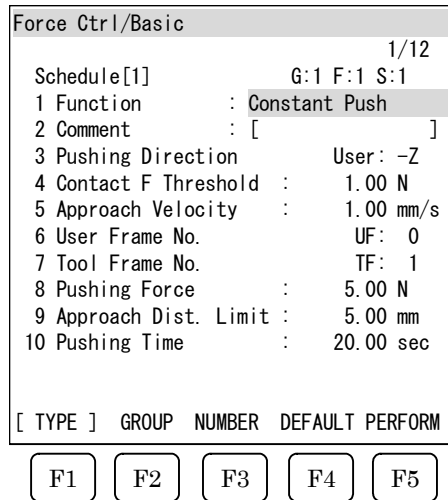 Force Ctrl/Basic
1/12
Schedule[1] G:1 F:1 S:1
1 Function : Constant Push
2 Comment : [ ]
3 Pushing Direction User: -Z
4 Contact F Threshold : 1.00 N
5 Approach Velocity : 1.00 mm/s
6 User Frame No. UF: 0
7 Tool Frame No. TF: 1
8 Pushing Force : 5.00 N
9 Approach Dist. Limit : 5.00 mm
10 Pushing Time : 20.00 sec
[ TYPE ] GROUP NUMBER DEFAULT PERFORM
F1 F2 F3 F4 F5